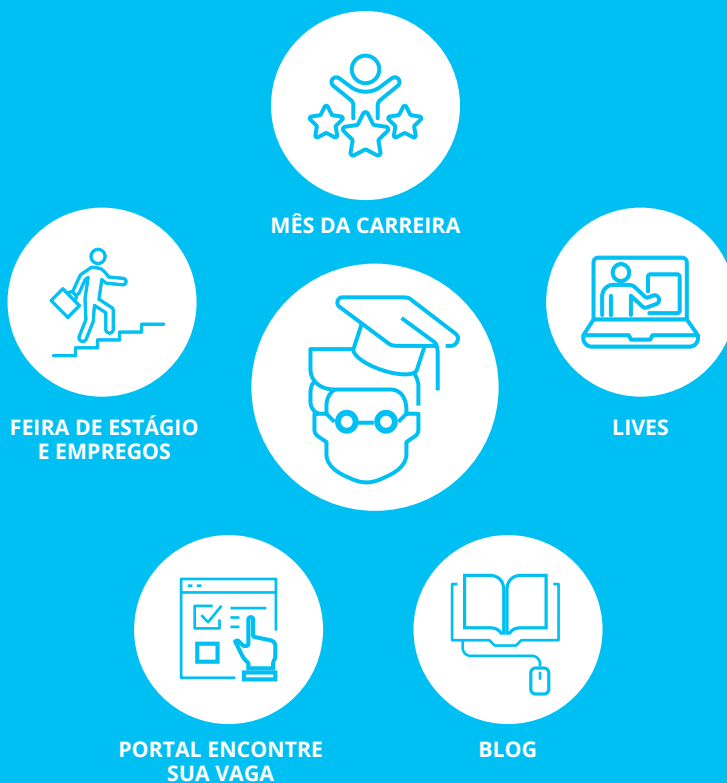 MÊS DA CARREIRA
FEIRA DE ESTÁGIO
E EMPREGOS
LIVES
PORTAL ENCONTRE
SUA VAGA
BLOG